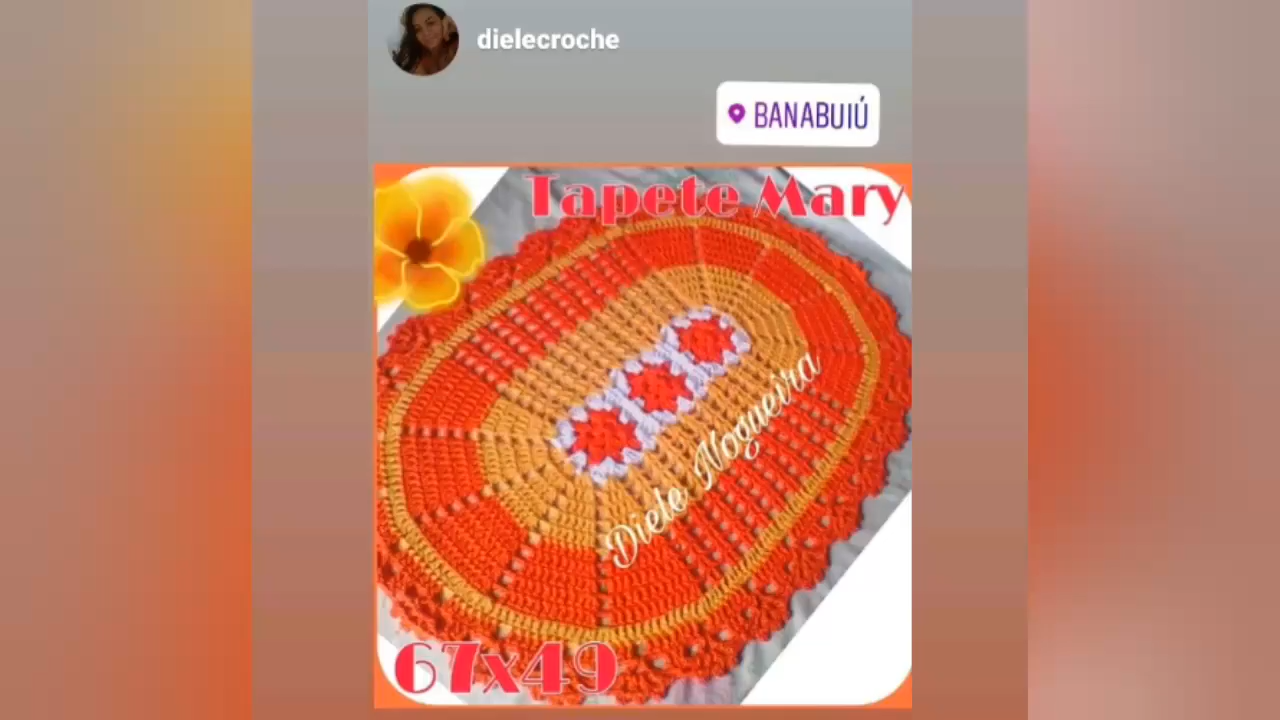 dielecroche
BANABUIÚ
Tapete Mary
Diele Nogueira
67x49